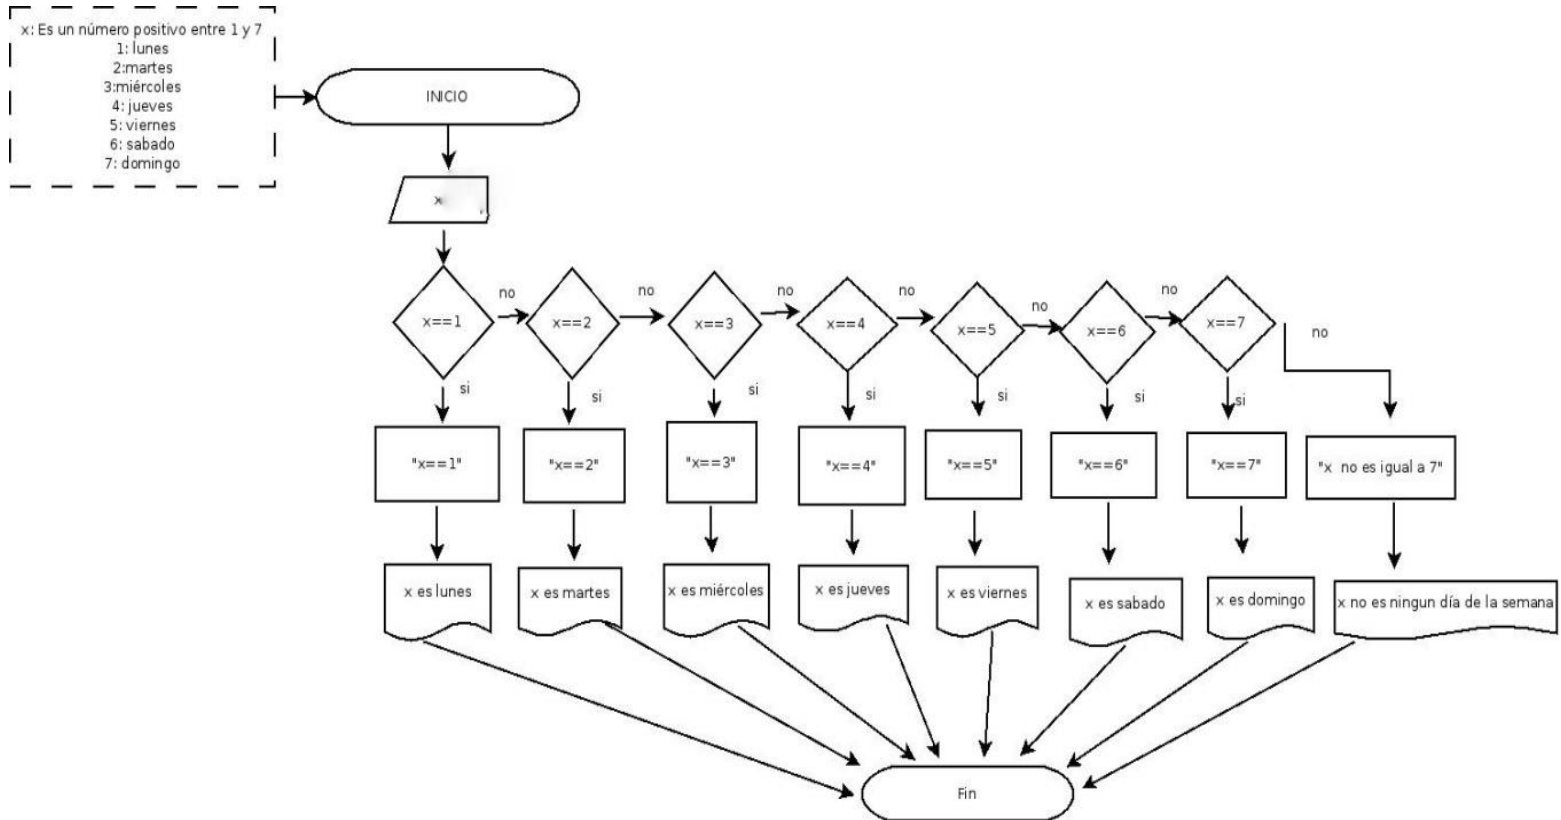 x: Es un número positivo entre 1 y 7
1: lunes
2:martes
3:miércoles
4: jueves
5: viernes
6: sabado
7: domingo
INICIO
x
x==1
no
x==2
no
x==3
no
x==4
no
x==5
no
x==6
no
x==7
no
si
si
si
si
si
si
si
"x==1"
"x==2"
"x==3"
"x==4"
"x==5"
"x==6"
"x==7"
"x no es igual a 7"
x es lunes
x es martes
x es miércoles
x es jueves
x es viernes
x es sabado
x es domingo
x no es ningun día de la semana
Fin